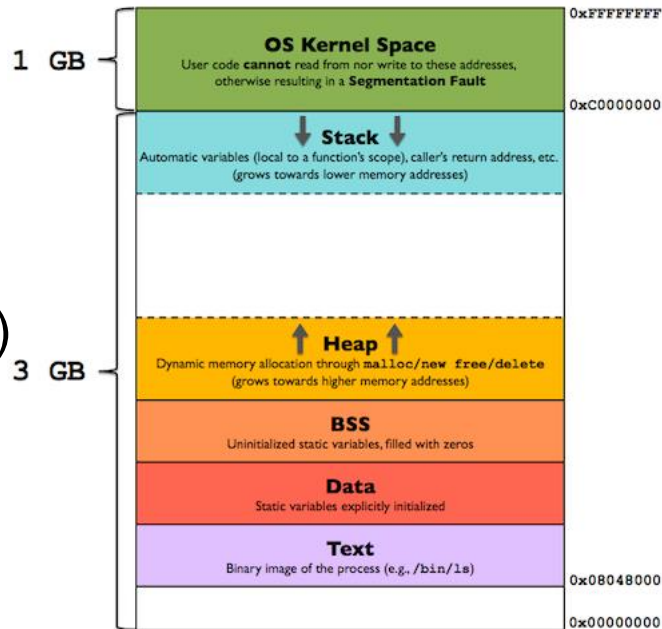 0xFFFFFFFF
1 GB
OS Kernel Space
User code cannot read from nor write to these addresses,
otherwise resulting in a Segmentation Fault
0xC0000000
Stack
Automatic variables (local to a function's scope), caller's return address, etc.
(grows towards lower memory addresses)
)
3 GB
Heap
Dynamic memory allocation through malloc/new free/delete
(grows towards higher memory addresses)
BSS
Uninitialized static variables, filled with zeros
Data
Static variables explicitly initialized
Text
Binary image of the process (e.g., /bin/ls)
0x08048000
0x00000000